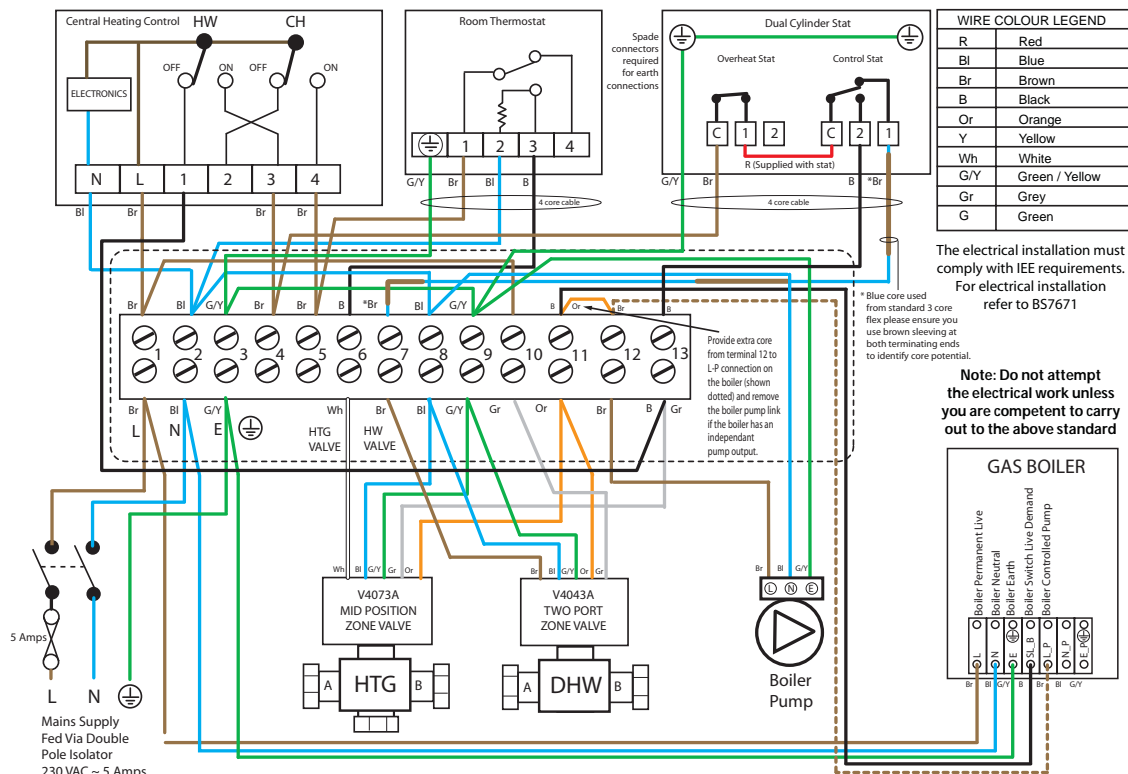 Central Heating Control
HW
CH
OFF
ON
OFF
ON
ELECTRONICS
N L 1 2 3 4
Bl Br
Room Thermostat
1 2 3 4
G/Y Br Bl B
4 core cable
Spade
connectors
required
for earth
connections
Dual Cylinder Stat
Overheat Stat
Control Stat
C 1 2
C 2 1
R (Supplied with stat)
G/Y Br B *Br
4 core cable
WIRE COLOUR LEGEND
R Red
Bl Blue
Br Brown
B Black
Or Orange
Y Yellow
Wh White
G/Y Green / Yellow
Gr Grey
G Green
The electrical installation must
comply with IEE requirements.
For electrical installation
refer to BS7671
* Blue core used
from standard 3 core
flex please ensure you
use brown sleeving at
both terminating ends
to identify core potential.
Note: Do not attempt
the electrical work unless
you are competent to carry
out to the above standard
Br Bl G/Y Br Br B *Br Bl G/Y B Or Br B
1 2 3 4 5 6 7 8 9 10 11 12 13
Provide extra core
from terminal 12 to
L-P connection on
the boiler (shown
dotted) and remove
the boiler pump link
if the boiler has an
independant
pump output.
Br Bl G/Y Wh Br Bl G/Y Gr Or Br B Gr
L N E
HTG
VALVE
HW
VALVE
Wh Bl G/Y Gr Or
V4073A
MID POSITION
ZONE VALVE
A HTG B
Br Bl G/Y Or Gr
V4043A
TWO PORT
ZONE VALVE
A DHW B
Br Bl G/Y
L N E
Boiler
Pump
GAS BOILER
Boiler Permanent Live
Boiler Neutral
Boiler Earth
Boiler Switch Live Demand
Boiler Controlled Pump
L N E SL_B L_P N_P E_P
Br Bl G/Y B Br Bl G/Y
5 Amps
L N
Mains Supply
Fed Via Double
Pole Isolator
230 VAC ~ 5 Amps